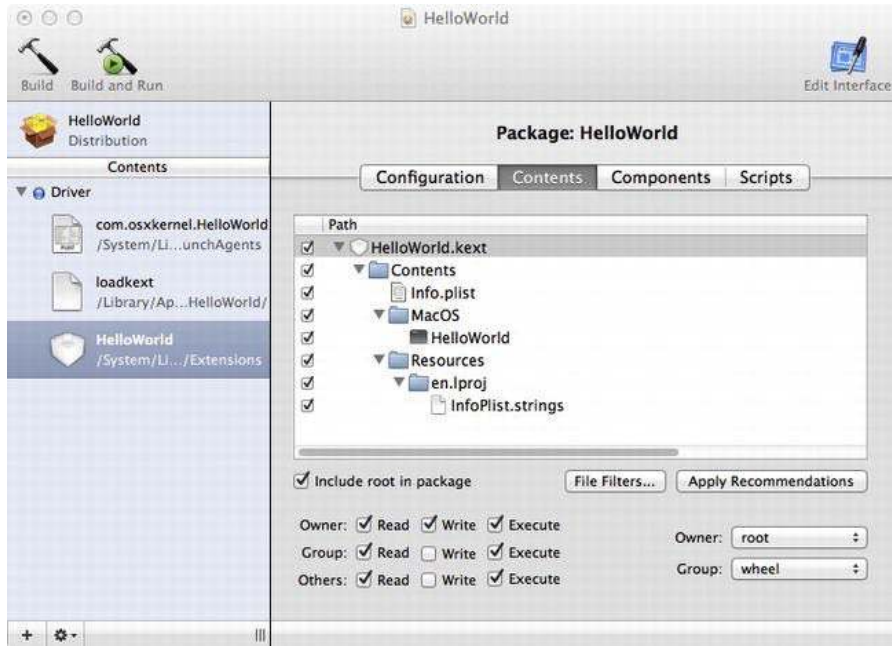 HelloWorld
Build
Build and Run
Edit Interface
HelloWorld
Distribution
Contents
Driver
com.osxkernel.HelloWorld
/System/Li...unchAgents
loadkext
/Library/Ap...HelloWorld/
HelloWorld
/System/Li.../Extensions
Package: HelloWorld
Configuration Contents Components Scripts
Path
HelloWorld.kext
Contents
Info.plist
MacOS
HelloWorld
Resources
en.lproj
InfoPlist.strings
Include root in package File Filters... Apply Recommendations
Owner: Read Write Execute
Group: Read Write Execute
Others: Read Write Execute
Owner: root
Group: wheel